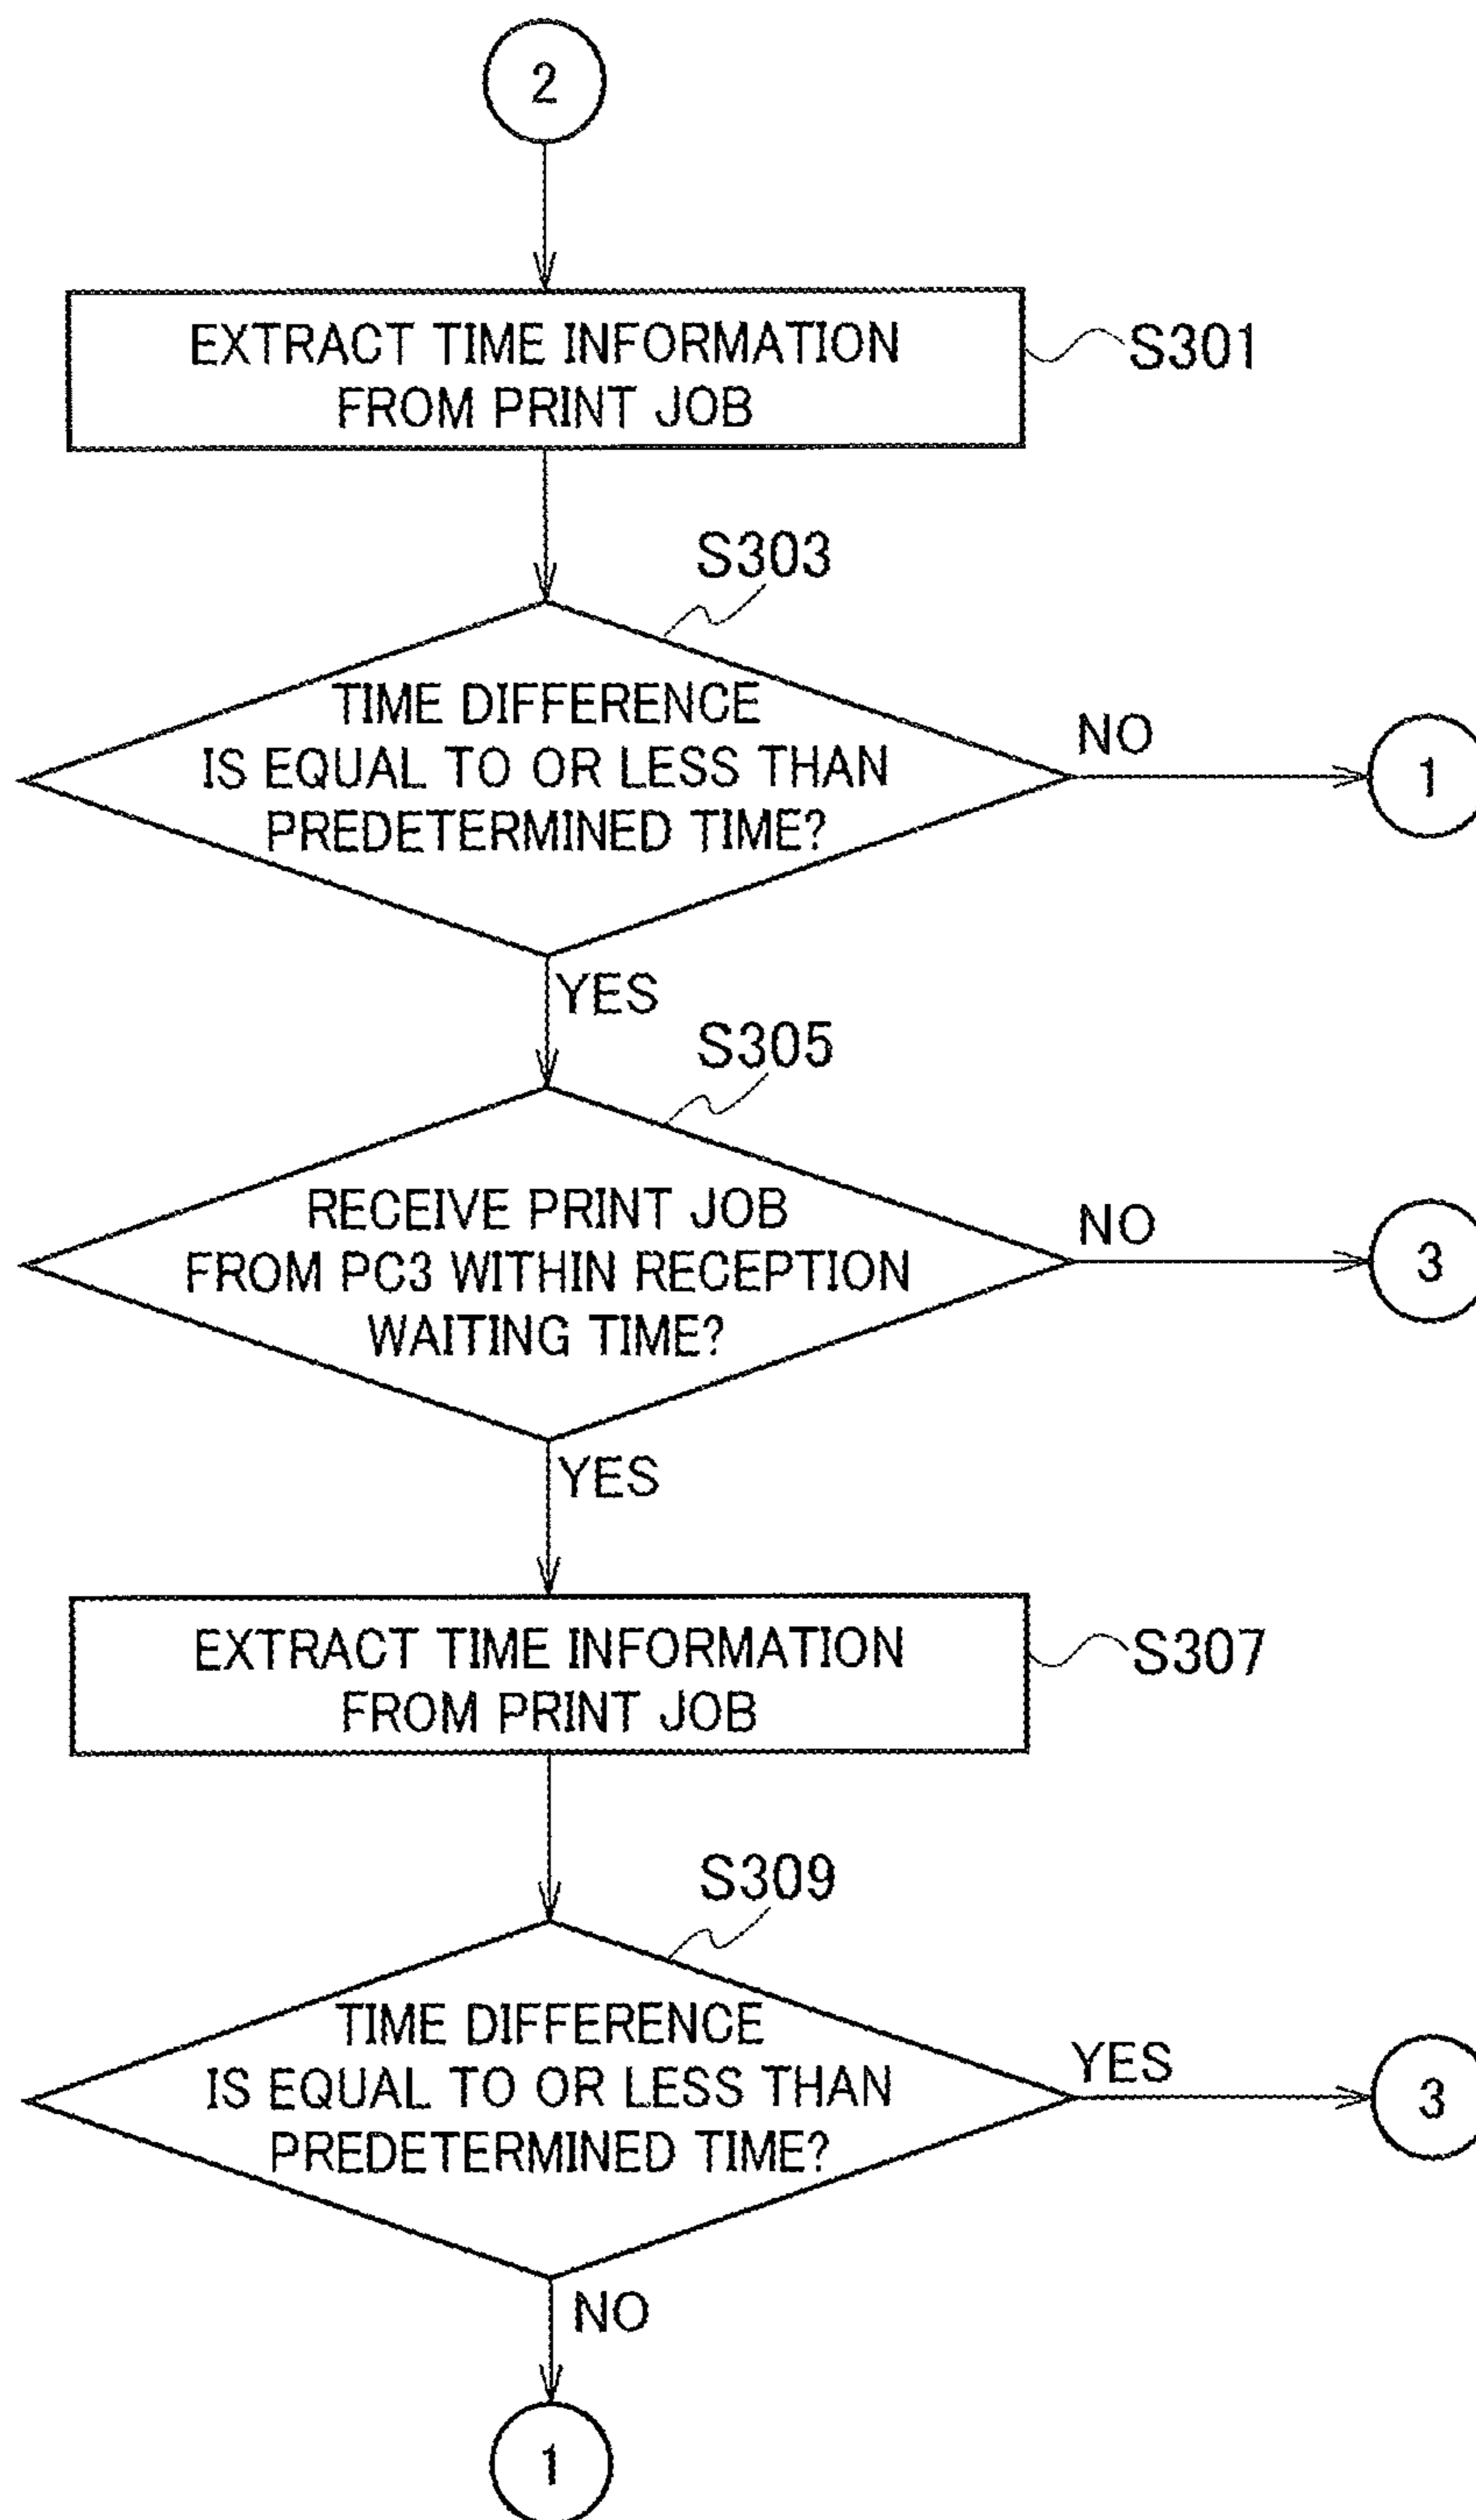 2
EXTRACT TIME INFORMATION
FROM PRINT JOB
S301
S303
TIME DIFFERENCE
IS EQUAL TO OR LESS THAN
PREDETERMINED TIME?
NO
1
YES
S305
RECEIVE PRINT JOB
FROM PC3 WITHIN RECEPTION
WAITING TIME?
NO
3
YES
EXTRACT TIME INFORMATION
FROM PRINT JOB
S307
S309
TIME DIFFERENCE
IS EQUAL TO OR LESS THAN
PREDETERMINED TIME?
YES
3
NO
1